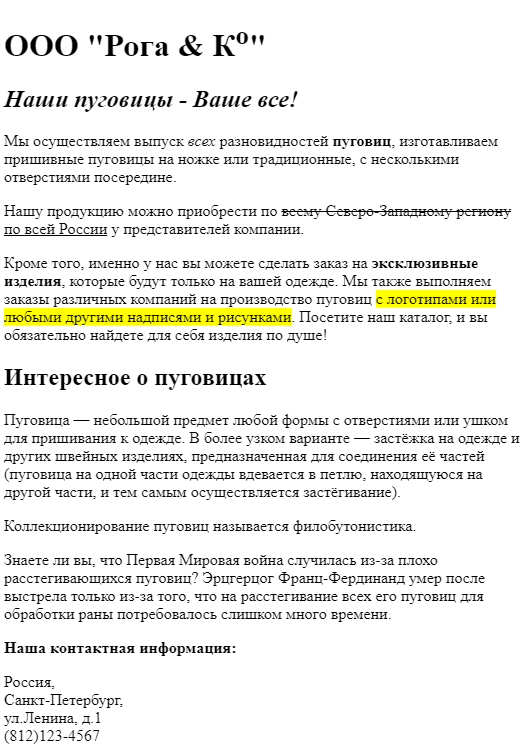 ООО "Рога & Ко"
Наши пуговицы - Ваше все!
Мы осуществляем выпуск всех разновидностей пуговиц, изготавливаем
пришивные пуговицы на ножке или традиционные, с несколькими
отверстиями посередине.
Нашу продукцию можно приобрести по всему Северо-Западному региону
по всей России у представителей компании.
Кроме того, именно у нас вы можете сделать заказ на эксклюзивные
изделия, которые будут только на вашей одежде. Мы также выполняем
заказы различных компаний на производство пуговиц с логотипами или
любыми другими надписями и рисунками. Посетите наш каталог, и вы
обязательно найдете для себя изделия по душе!
Интересное о пуговицах
Пуговица — небольшой предмет любой формы с отверстиями или ушком
для пришивания к одежде. В более узком варианте — застёжка на одежде и
других швейных изделиях, предназначенная для соединения её частей
(пуговица на одной части одежды вдевается в петлю, находящуюся на
другой части, и тем самым осуществляется застёгивание).
Коллекционирование пуговиц называется филобутонистика.
Знаете ли вы, что Первая Мировая война случилась из-за плохо
расстегивающихся пуговиц? Эрцгерцог Франц-Фердинанд умер после
выстрела только из-за того, что на расстегивание всех его пуговиц для
обработки раны потребовалось слишком много времени.
Наша контактная информация:
Россия,
Санкт-Петербург,
ул.Ленина, д.1
(812)123-4567